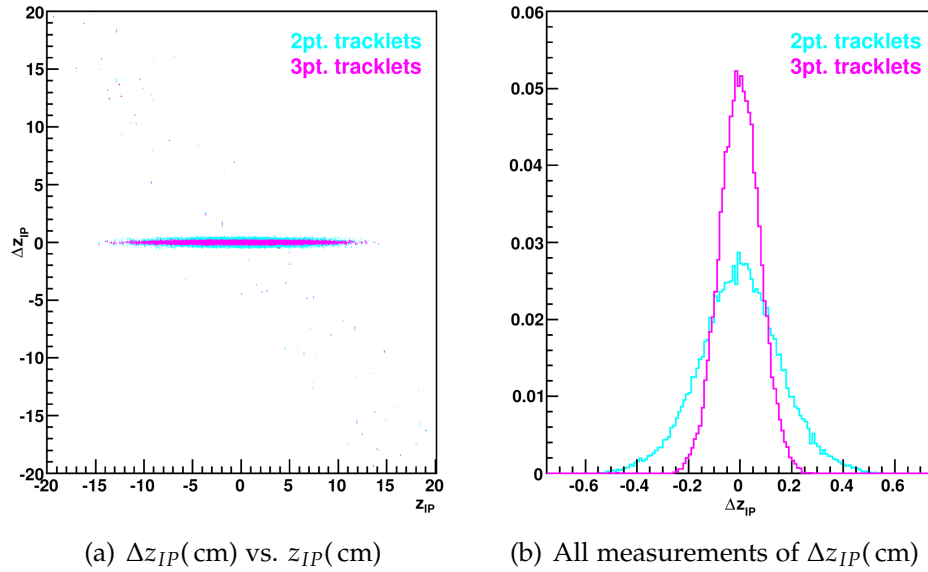 20
15
10
5
0
-5
-10
-15
-20
Δz_IP
2pt. tracklets
3pt. tracklets
-20 -15 -10 -5 0 5 10 15 20
z_IP
(a) Δz_IP(cm) vs. z_IP(cm)
0.06
0.05
0.04
0.03
0.02
0.01
0
2pt. tracklets
3pt. tracklets
-0.6 -0.4 -0.2 0 0.2 0.4 0.6
Δz_IP
(b) All measurements of Δz_IP(cm)